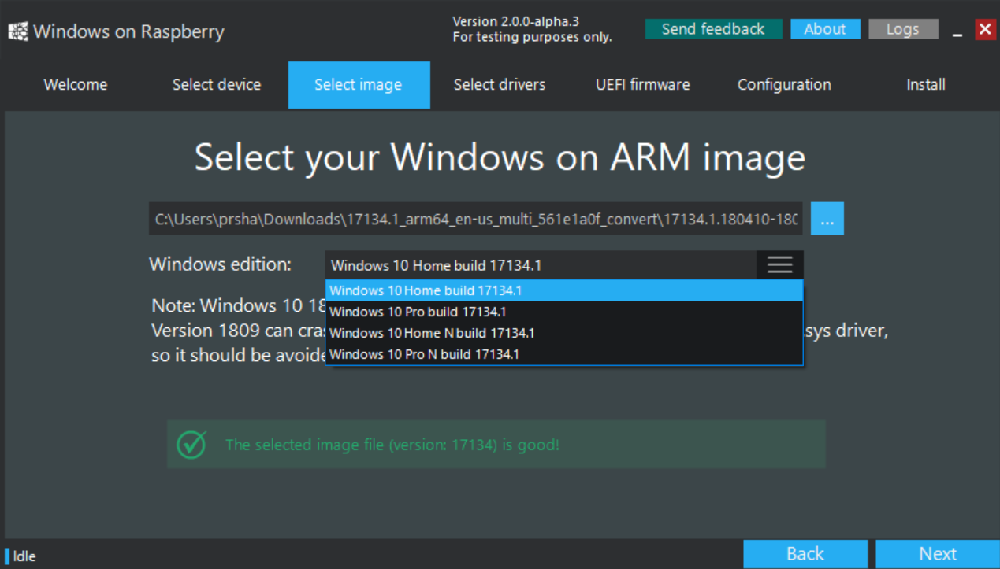 Windows on Raspberry
Version 2.0.0-alpha.3
For testing purposes only.
Send feedback
About
Logs
Welcome
Select device
Select image
Select drivers
UEFI firmware
Configuration
Install
Select your Windows on ARM image
C:\Users\prsha\Downloads\17134.1_arm64_en-us_multi_561e1a0f_convert\17134.1.180410-180
...
Windows edition:
Windows 10 Home build 17134.1
Windows 10 Home build 17134.1
Windows 10 Pro build 17134.1
Windows 10 Home N build 17134.1
Windows 10 Pro N build 17134.1
Note: Windows 10 18
Version 1809 can cras .sys driver,
so it should be avoide
The selected image file (version: 17134) is good!
Idle
Back
Next